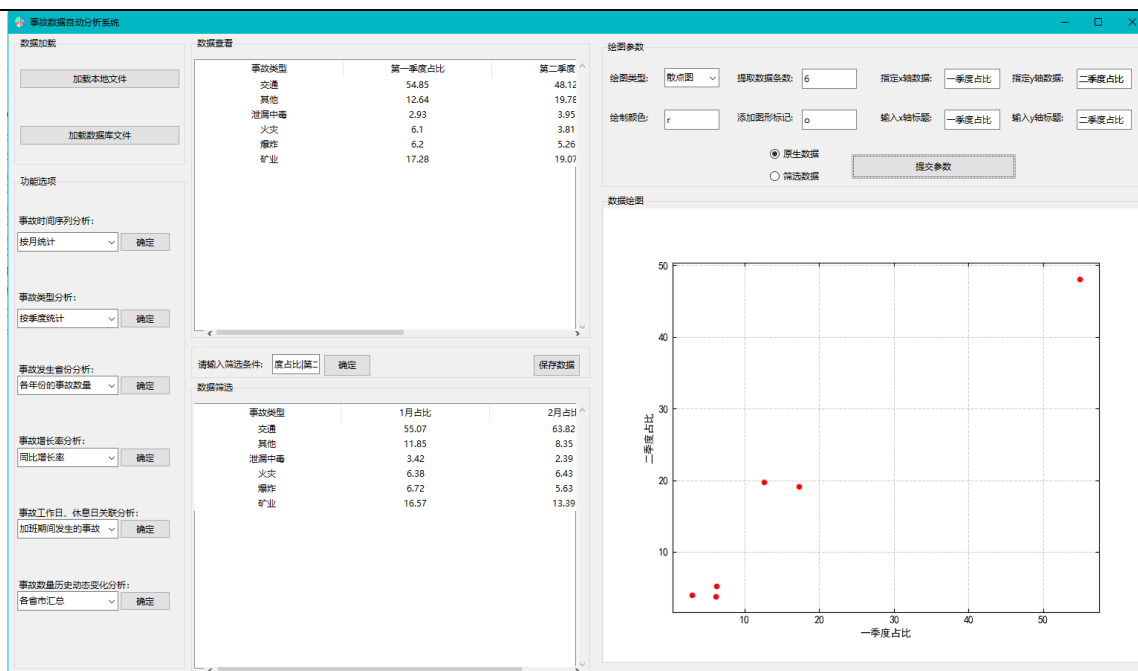 事故数据自动分析系统
数据加载
加载本地文件
加载数据库文件
功能选项
事故时间序列分析:
按月统计 确定
事故类型分析:
按季度统计 确定
事故发生省份分析:
各年份的事故数量 确定
事故增长率分析:
同比增长率 确定
事故工作日、休息日关联分析:
加班期间发生的事故 确定
事故数量历史动态变化分析:
各省市汇总 确定
数据查看
事故类型 第一季度占比 第二季度
交通 54.85 48.12
其他 12.64 19.78
泄漏中毒 2.93 3.95
火灾 6.1 3.81
爆炸 6.2 5.26
矿业 17.28 19.07
请输入筛选条件: 度占比|第二 确定 保存数据
数据筛选
事故类型 1月占比 2月占比
交通 55.07 63.82
其他 11.85 8.35
泄漏中毒 3.42 2.39
火灾 6.38 6.43
爆炸 6.72 5.63
矿业 16.57 13.39
绘图参数
绘图类型: 散点图 提取数据条数: 6 指定x轴数据: 一季度占比 指定y轴数据: 二季度占比
绘制颜色: r 添加图形标记: o 输入x轴标题: 一季度占比 输入y轴标题: 二季度占比
原生数据
筛选数据
提交参数
数据绘图
50
40
30
20
10
二季度占比
10 20 30 40 50
一季度占比